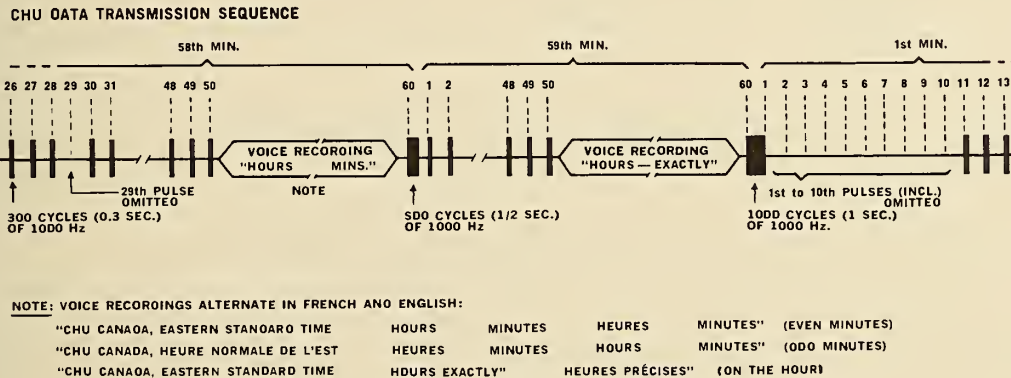 CHU OATA TRANSMISSION SEQUENCE
58th MIN. 59th MIN. 1st MIN.
26 27 28 29 30 31 48 49 50 60 1 2 48 49 50 60 1 2 3 4 5 6 7 8 9 10 11 12 13
VOICE RECOROING VOICE RECORDING
"HOURS MINS." "HOURS — EXACTLY"
29th PULSE NOTE 1st to 10th PULSES (INCL.)
OMITTEO OMITTEO
300 CYCLES (0.3 SEC.) SDO CYCLES (1/2 SEC.) 10DD CYCLES (1 SEC.)
OF 10D0 Hz OF 1000 Hz OF 1000 Hz.
NOTE: VOICE RECOROINGS ALTERNATE IN FRENCH ANO ENGLISH:
"CHU CANAOA, EASTERN STANOARO TIME HOURS MINUTES HEURES MINUTES" (EVEN MINUTES)
"CHU CANADA, HEURE NORMALE DE L'EST HEURES MINUTES HOURS MINUTES" (ODO MINUTES)
"CHU CANAOA, EASTERN STANDARD TIME HDURS EXACTLY" HEURES PRÉCISES" (ON THE HOUR)